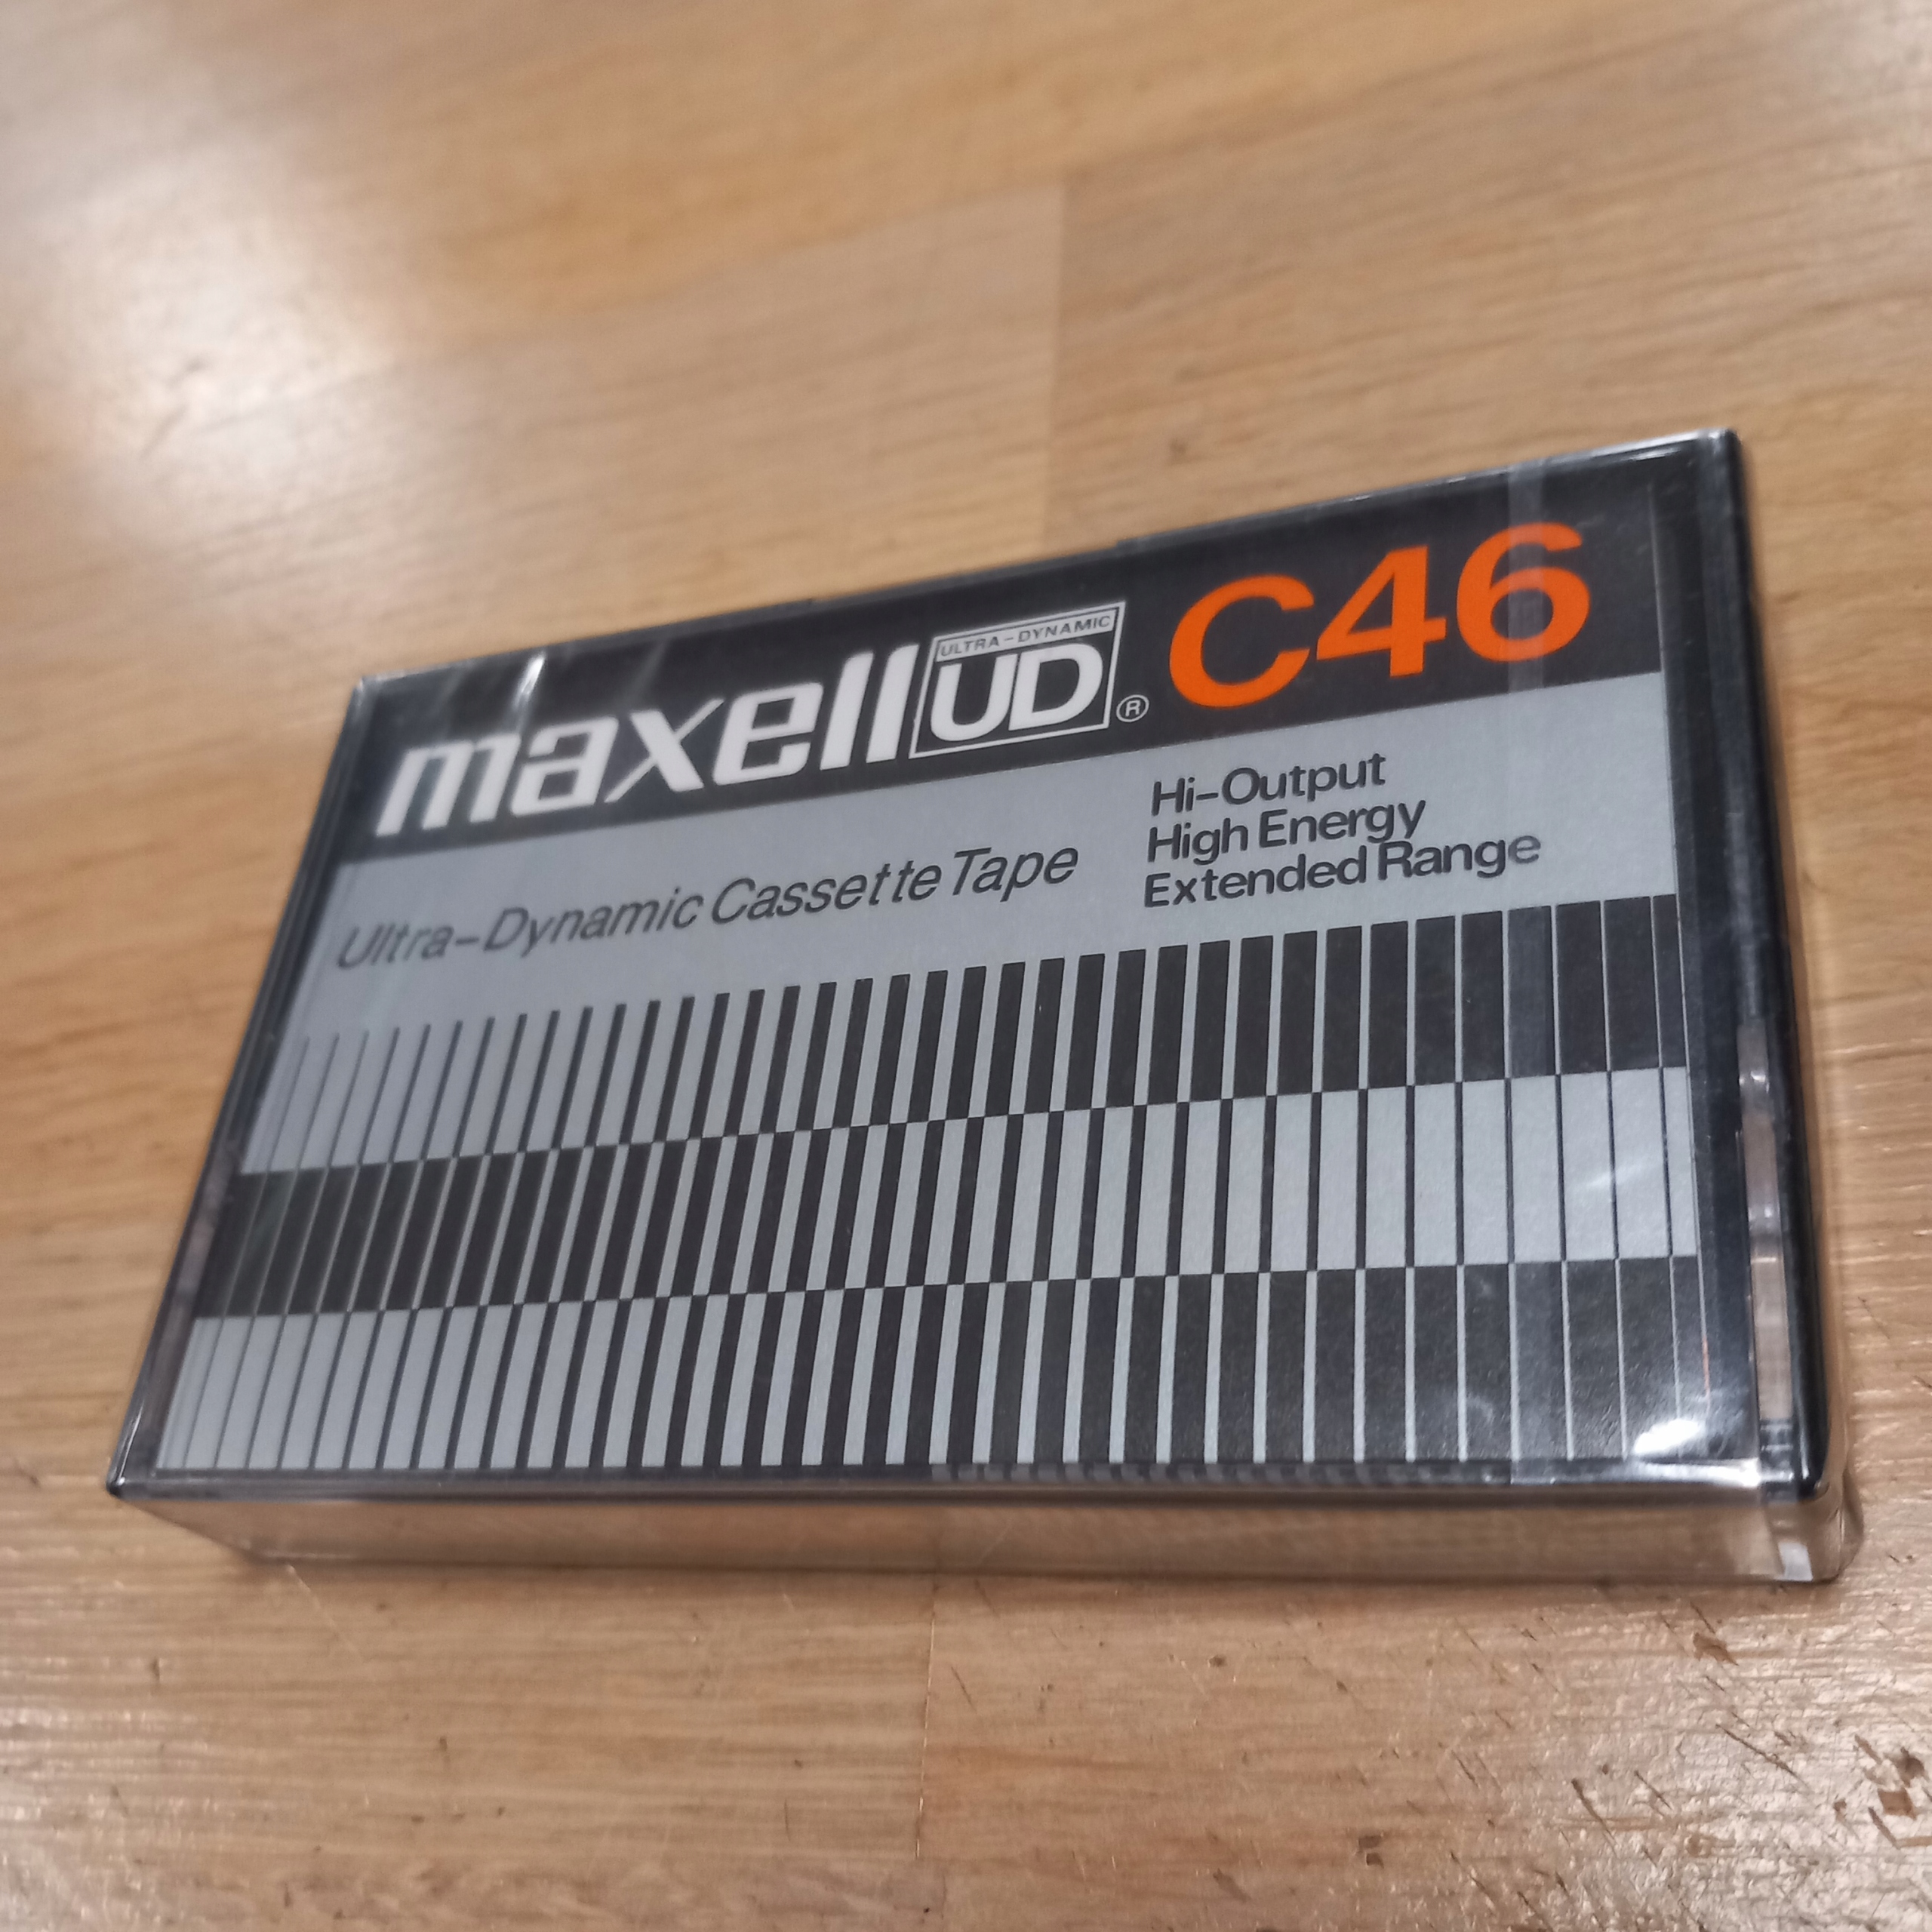 maxell ULTRA-DYNAMIC UD ® C46
Ultra-Dynamic Cassette Tape
Hi-Output
High Energy
Extended Range